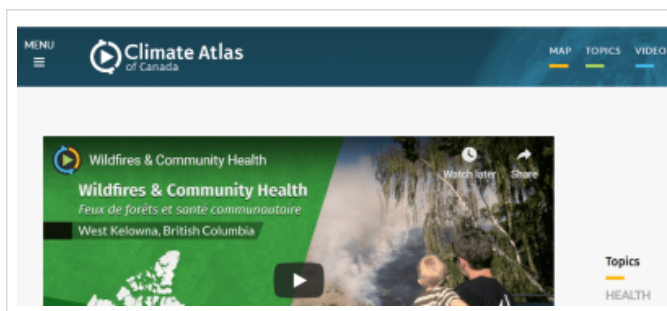 MENU
Climate Atlas
of Canada
MAP TOPICS VIDEO
Wildfires & Community Health
Watch later Share
Wildfires & Community Health
Feux de forêts et santé communautaire
West Kelowna, British Columbia
Topics
HEALTH